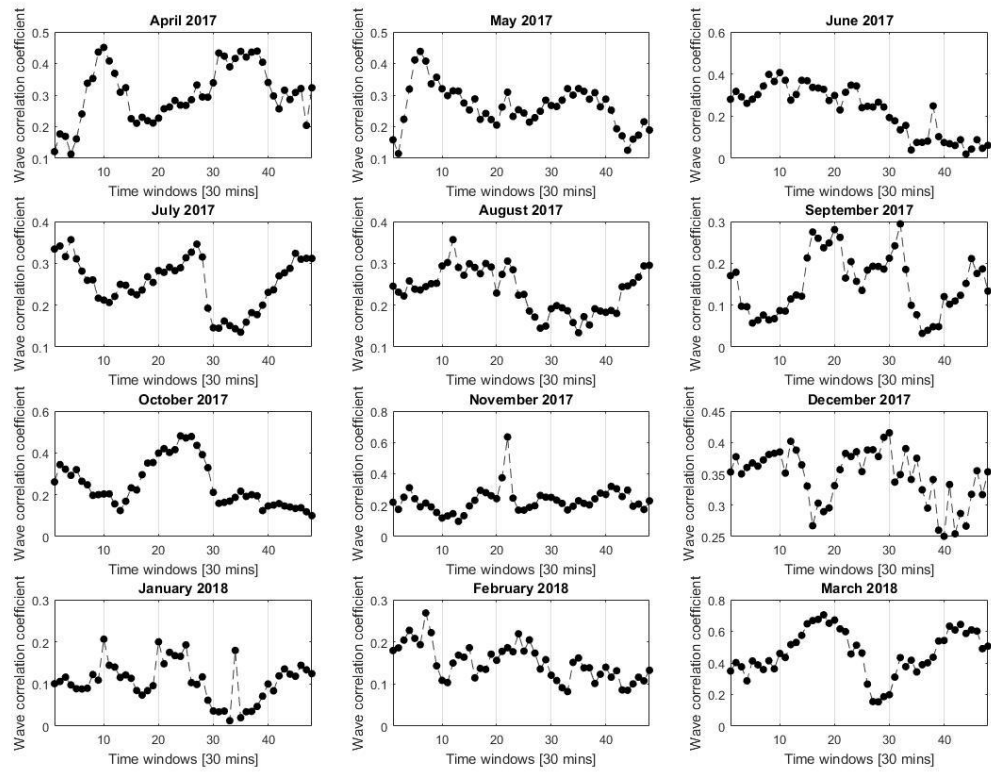 April 2017
Wave correlation coefficient
0.5
0.4
0.3
0.2
0.1
10 20 30 40
Time windows [30 mins]
May 2017
Wave correlation coefficient
0.5
0.4
0.3
0.2
0.1
10 20 30 40
Time windows [30 mins]
June 2017
Wave correlation coefficient
0.6
0.4
0.2
0
10 20 30 40
Time windows [30 mins]
July 2017
Wave correlation coefficient
0.4
0.3
0.2
0.1
10 20 30 40
Time windows [30 mins]
August 2017
Wave correlation coefficient
0.4
0.3
0.2
0.1
10 20 30 40
Time windows [30 mins]
September 2017
Wave correlation coefficient
0.3
0.2
0.1
0
10 20 30 40
Time windows [30 mins]
October 2017
Wave correlation coefficient
0.6
0.4
0.2
0
10 20 30 40
Time windows [30 mins]
November 2017
Wave correlation coefficient
0.8
0.6
0.4
0.2
0
10 20 30 40
Time windows [30 mins]
December 2017
Wave correlation coefficient
0.45
0.4
0.35
0.3
0.25
10 20 30 40
Time windows [30 mins]
January 2018
Wave correlation coefficient
0.3
0.2
0.1
0
10 20 30 40
Time windows [30 mins]
February 2018
Wave correlation coefficient
0.3
0.2
0.1
0
10 20 30 40
Time windows [30 mins]
March 2018
Wave correlation coefficient
0.8
0.6
0.4
0.2
0
10 20 30 40
Time windows [30 mins]